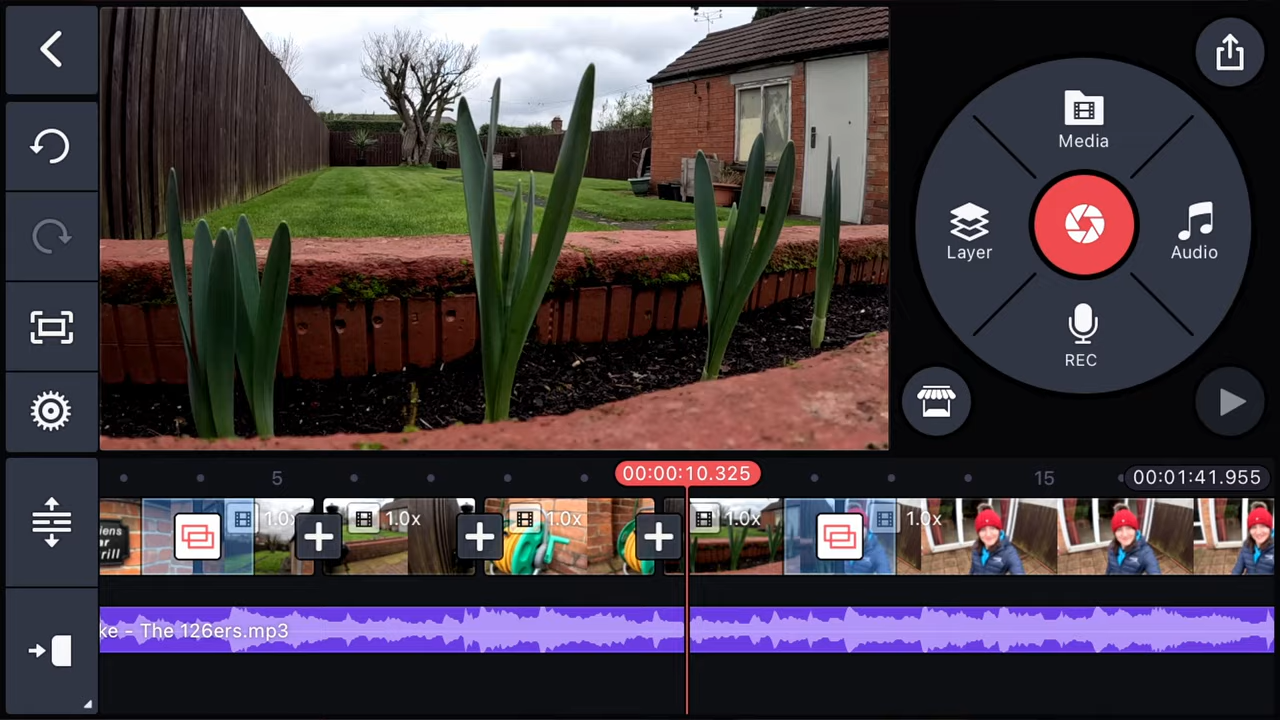 Media
Layer
Audio
REC
5
00:00:10.325
15
00:01:41.955
1.0x
1.0x
1.0x
1.0x
1.0x
ke - The 126ers.mp3